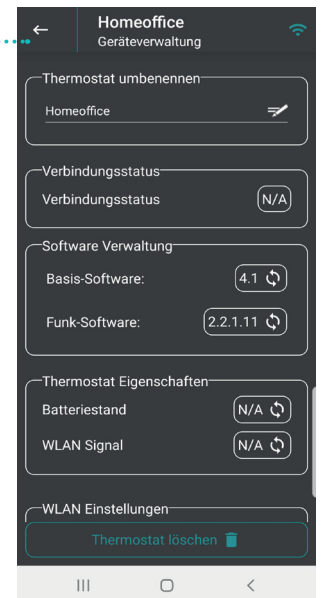 Homeoffice
Geräteverwaltung
Thermostat umbenennen
Homeoffice
Verbindungsstatus
Verbindungsstatus N/A
Software Verwaltung
Basis-Software: 4.1
Funk-Software: 2.2.1.11
Thermostat Eigenschaften
Batteriestand N/A
WLAN Signal N/A
WLAN Einstellungen
Thermostat löschen